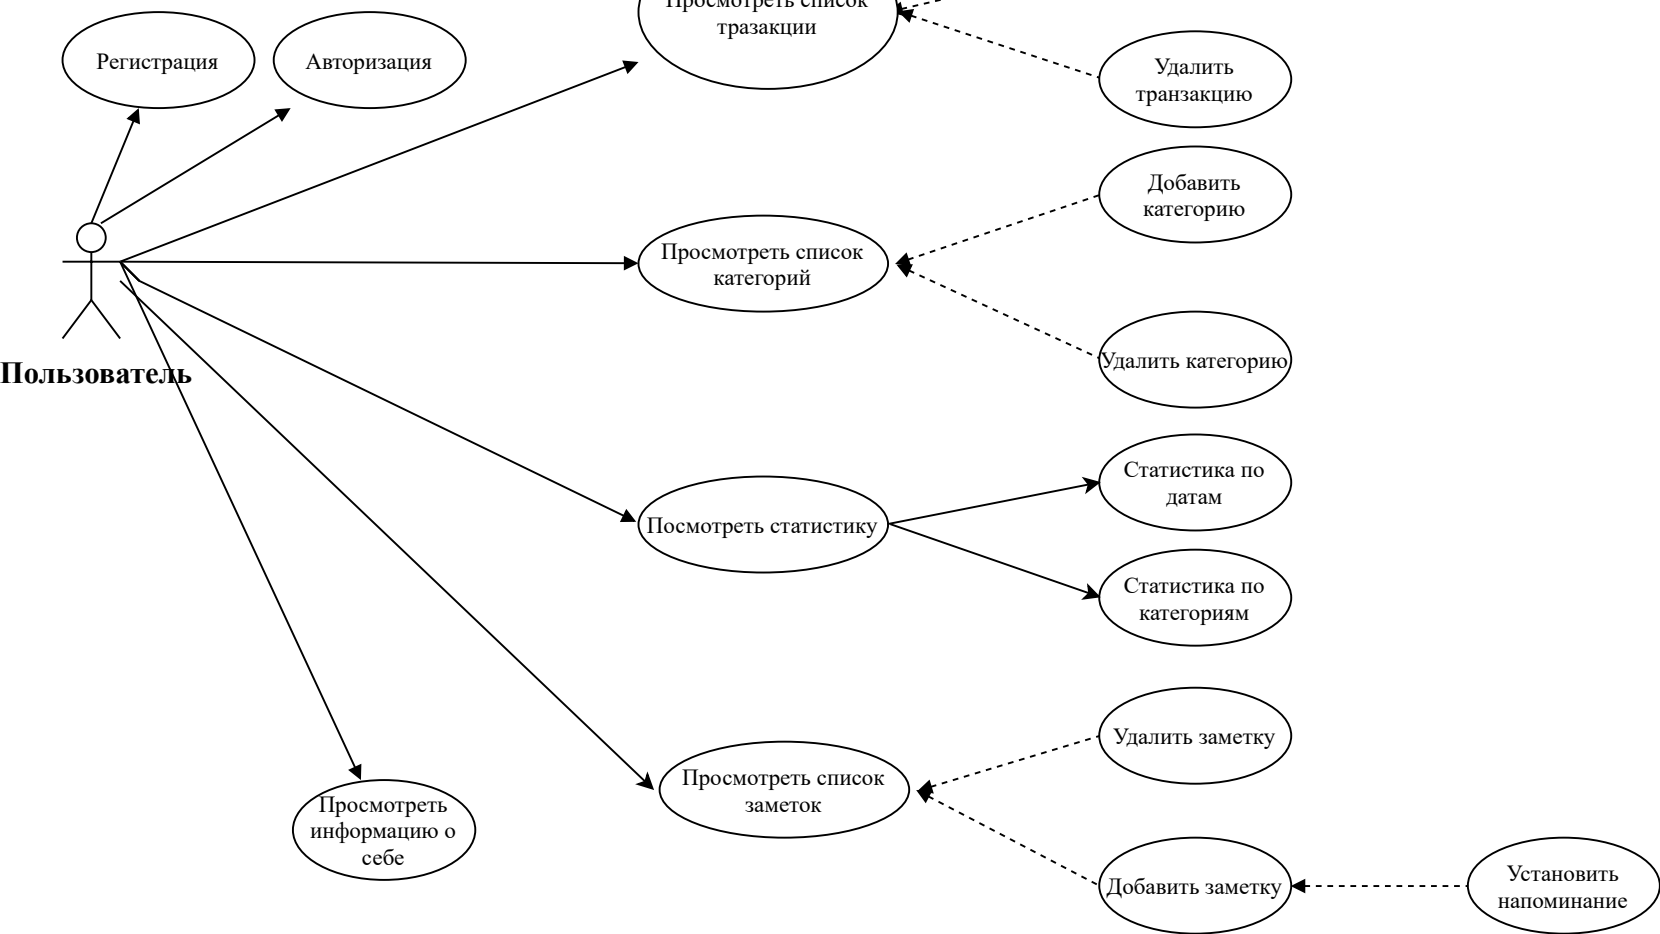 Просмотреть список
тразакции
Регистрация
Авторизация
Удалить
транзакцию
Добавить
категорию
Просмотреть список
категорий
Удалить категорию
Пользователь
Статистика по
датам
Посмотреть статистику
Статистика по
категориям
Удалить заметку
Просмотреть список
заметок
Просмотреть
информацию о
себе
Добавить заметку
Установить
напоминание